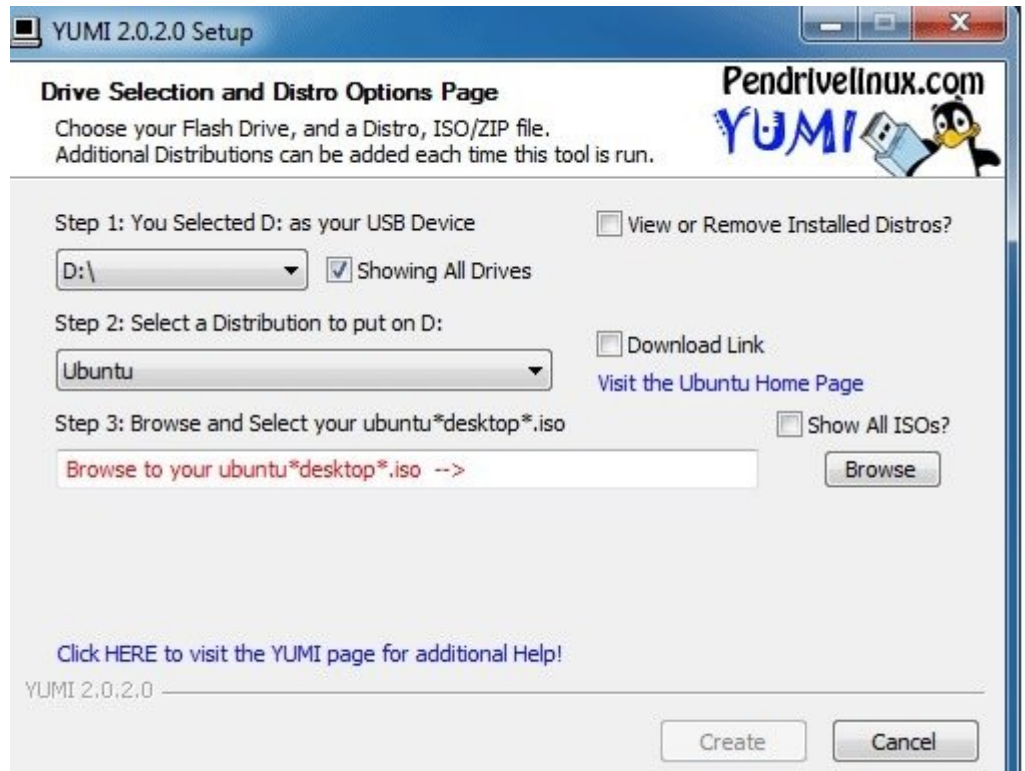 YUMI 2.0.2.0 Setup
Drive Selection and Distro Options Page
Choose your Flash Drive, and a Distro, ISO/ZIP file.
Additional Distributions can be added each time this tool is run.
Pendrivelinux.com
YUMI
Step 1: You Selected D: as your USB Device
View or Remove Installed Distros?
D:\
Showing All Drives
Step 2: Select a Distribution to put on D:
Download Link
Ubuntu
Visit the Ubuntu Home Page
Step 3: Browse and Select your ubuntu*desktop*.iso
Show All ISOs?
Browse to your ubuntu*desktop*.iso -->
Browse
Click HERE to visit the YUMI page for additional Help!
YUMI 2.0.2.0
Create
Cancel